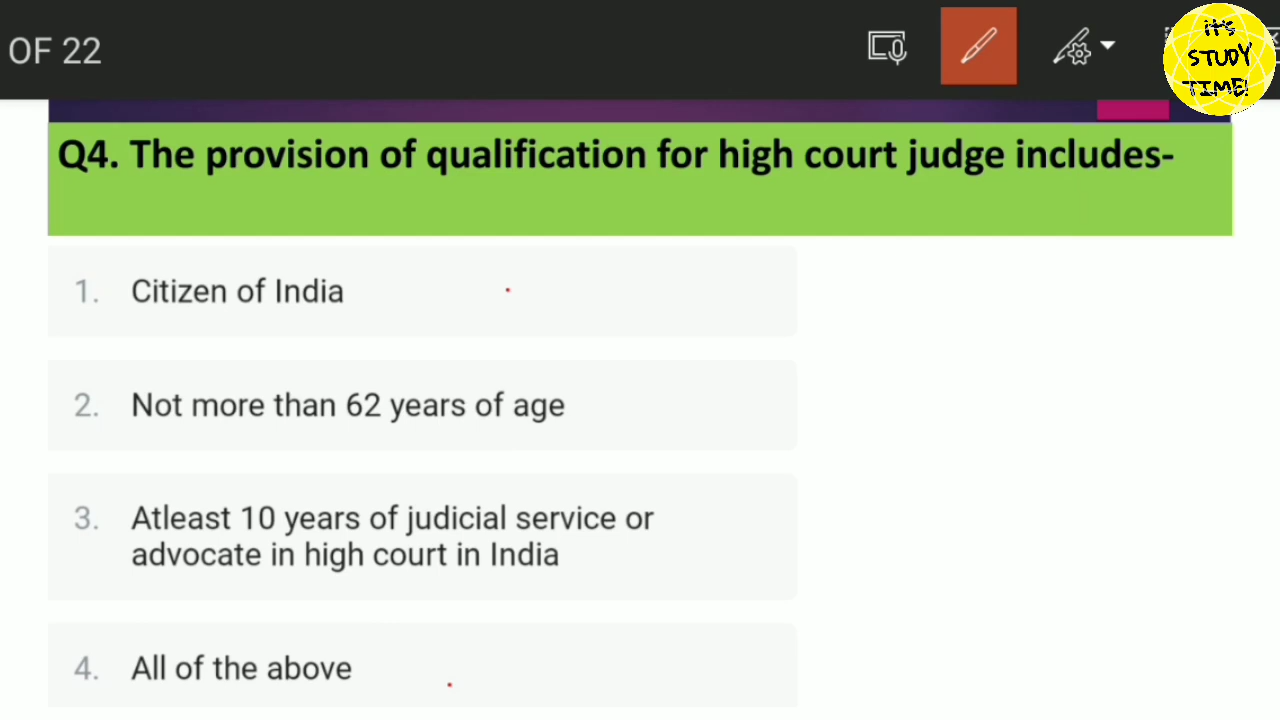 OF 22
It's
STUDY
TIME!
Q4. The provision of qualification for high court judge includes-
1. Citizen of India
2. Not more than 62 years of age
3. Atleast 10 years of judicial service or
advocate in high court in India
4. All of the above